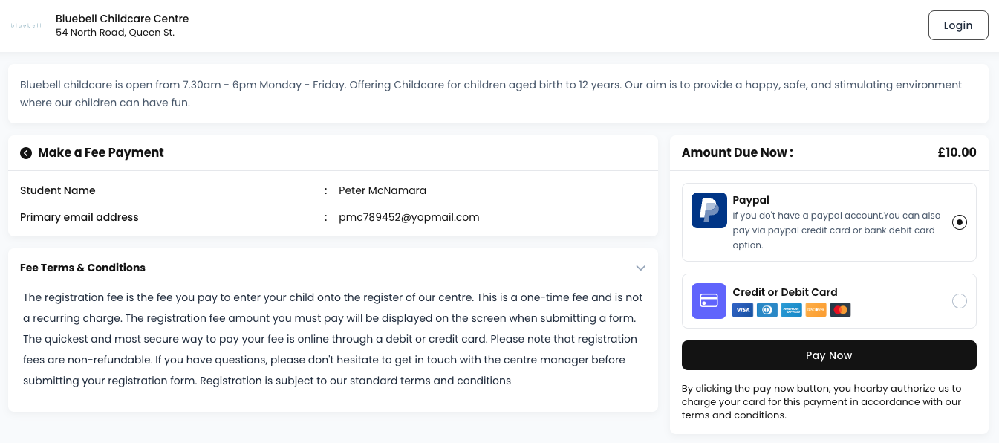 bluebell
Bluebell Childcare Centre
54 North Road, Queen St.
Login
Bluebell childcare is open from 7.30am - 6pm Monday - Friday. Offering Childcare for children aged birth to 12 years. Our aim is to provide a happy, safe, and stimulating environment
where our children can have fun.
Make a Fee Payment
Student Name : Peter McNamara
Primary email address : pmc789452@yopmail.com
Fee Terms & Conditions
The registration fee is the fee you pay to enter your child onto the register of our centre. This is a one-time fee and is not
a recurring charge. The registration fee amount you must pay will be displayed on the screen when submitting a form.
The quickest and most secure way to pay your fee is online through a debit or credit card. Please note that registration
fees are non-refundable. If you have questions, please don't hesitate to get in touch with the centre manager before
submitting your registration form. Registration is subject to our standard terms and conditions
Amount Due Now : £10.00
Paypal
If you do't have a paypal account,You can also
pay via paypal credit card or bank debit card
option.
Credit or Debit Card
VISA
AMERICAN EXPRESS
DISCOVER
Pay Now
By clicking the pay now button, you hearby authorize us to
charge your card for this payment in accordance with our
terms and conditions.